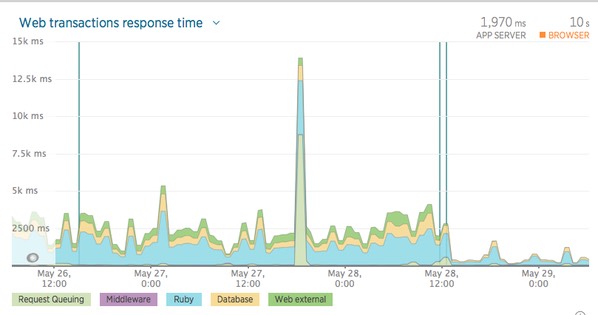 Web transactions response time
1,970 ms
APP SERVER
10 s
BROWSER
15k ms
12.5k ms
10k ms
7.5k ms
5k ms
2500 ms
May 26,
12:00
May 27,
0:00
May 27,
12:00
May 28,
0:00
May 28,
12:00
May 29,
0:00
Request Queuing
Middleware
Ruby
Database
Web external